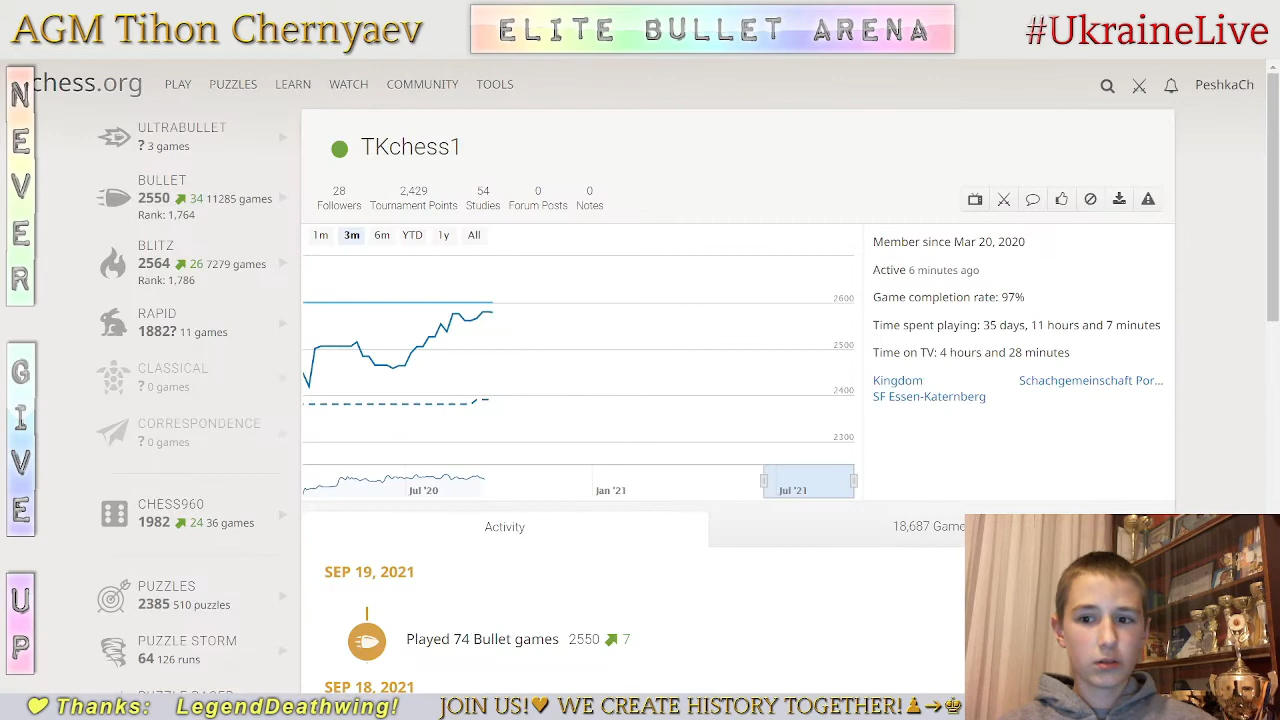 AGM Tihon Chernyaev
ELITE BULLET ARENA
#UkraineLive
NEVER
GIVE
UP
chess.org
PLAY
PUZZLES
LEARN
WATCH
COMMUNITY
TOOLS
PeshkaCh
ULTRABULLET
? 3 games
BULLET
2550 34 11285 games
Rank: 1,764
BLITZ
2564 26 7279 games
Rank: 1,786
RAPID
1882? 11 games
CLASSICAL
? 0 games
CORRESPONDENCE
? 0 games
CHESS960
1982 24 36 games
PUZZLES
2385 510 puzzles
PUZZLE STORM
64 126 runs
TKchess1
28
Followers
2,429
Tournament Points
54
Studies
0
Forum Posts
0
Notes
1m 3m 6m YTD 1y All
2600
2500
2400
2300
Jul '20
Jan '21
Jul '21
Member since Mar 20, 2020
Active 6 minutes ago
Game completion rate: 97%
Time spent playing: 35 days, 11 hours and 7 minutes
Time on TV: 4 hours and 28 minutes
Kingdom
Schachgemeinschaft Por...
SF Essen-Katernberg
Activity
18,687 Game
SEP 19, 2021
Played 74 Bullet games 2550 7
SEP 18, 2021
Thanks: LegendDeathwing!
JOIN US! WE CREATE HISTORY TOGETHER!